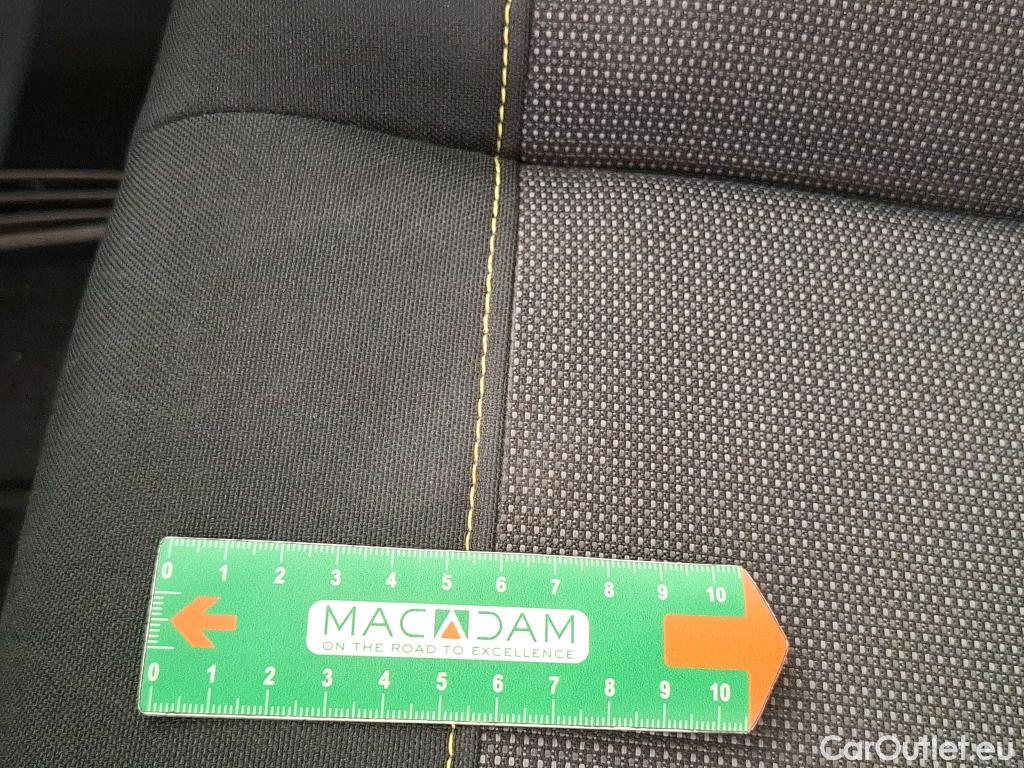 0 1 2 3 4 5 6 7 8 9 10
MACADAM
ON THE ROAD TO EXCELLENCE
0 1 2 3 4 5 6 7 8 9 10
CarOutlet.eu